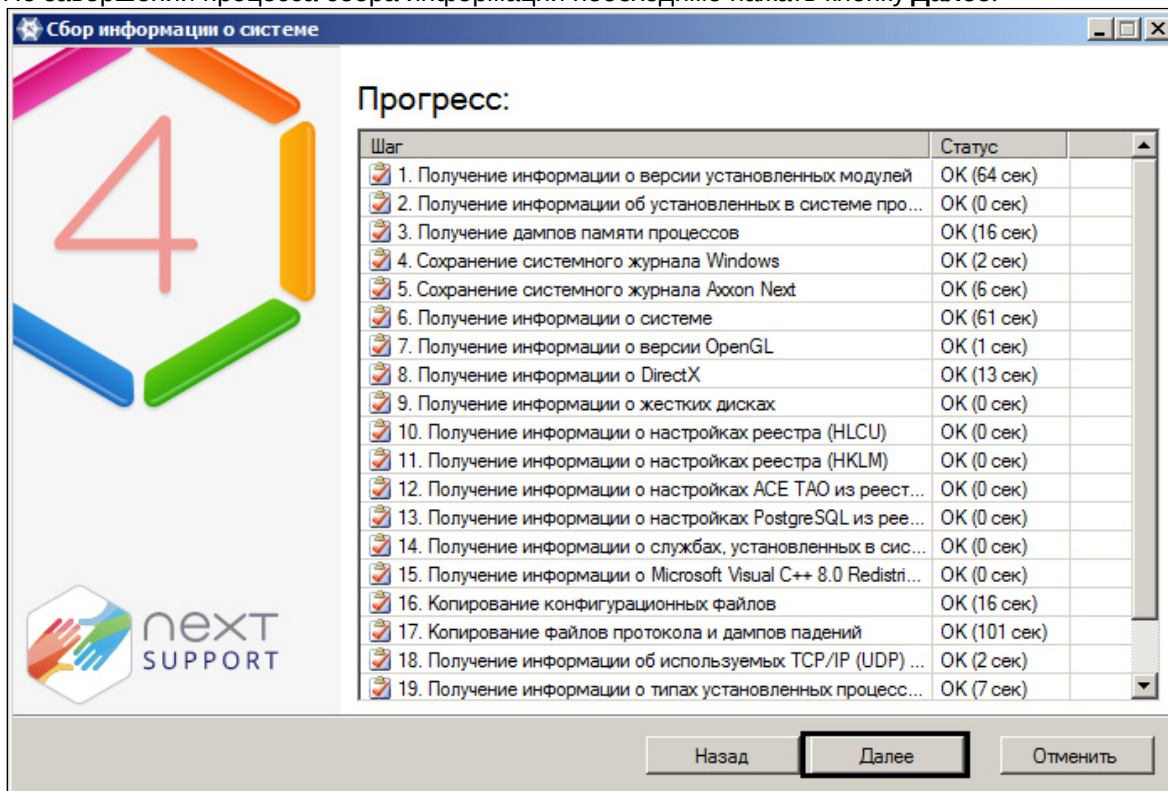 По завершении процесса сбора информации необходимо нажать кнопку Далее.
Сбор информации о системе
4
Прогресс:
Шаг Статус
1. Получение информации о версии установленных модулей OK (64 сек)
2. Получение информации об установленных в системе про... OK (0 сек)
3. Получение дампов памяти процессов OK (16 сек)
4. Сохранение системного журнала Windows OK (2 сек)
5. Сохранение системного журнала Axxon Next OK (6 сек)
6. Получение информации о системе OK (61 сек)
7. Получение информации о версии OpenGL OK (1 сек)
8. Получение информации о DirectX OK (13 сек)
9. Получение информации о жестких дисках OK (0 сек)
10. Получение информации о настройках реестра (HLCU) OK (0 сек)
11. Получение информации о настройках реестра (HKLM) OK (0 сек)
12. Получение информации о настройках ACE TAO из реест... OK (0 сек)
13. Получение информации о настройках PostgreSQL из рее... OK (0 сек)
14. Получение информации о службах, установленных в сис... OK (0 сек)
15. Получение информации о Microsoft Visual C++ 8.0 Redistri... OK (0 сек)
16. Копирование конфигурационных файлов OK (16 сек)
17. Копирование файлов протокола и дампов падений OK (101 сек)
18. Получение информации об используемых TCP/IP (UDP) ... OK (2 сек)
19. Получение информации о типах установленных процесс... OK (7 сек)
next
SUPPORT
Назад Далее Отменить